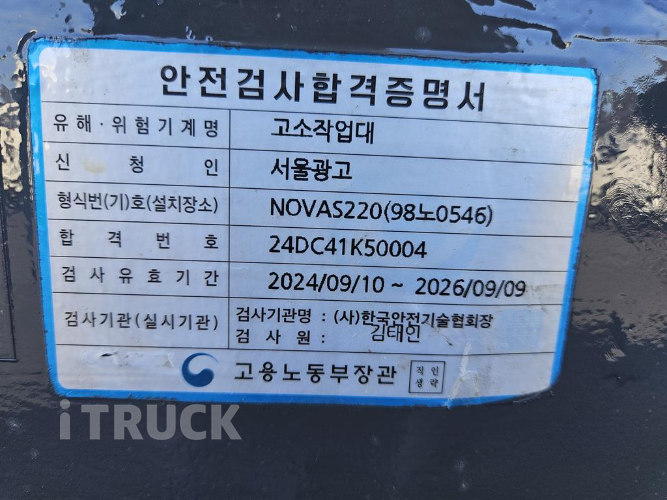 안전검사합격증명서
유해·위험기계명 고소작업대
신청인 서울광고
형식번(기)호(설치장소) NOVAS220(98노0546)
합격번호 24DC41K50004
검사유효기간 2024/09/10 ~ 2026/09/09
검사기관(실시기관) 검사기관명 : (사)한국안전기술협회장
검사원 : 김태인
고용노동부장관 직인생략
iTRUCK